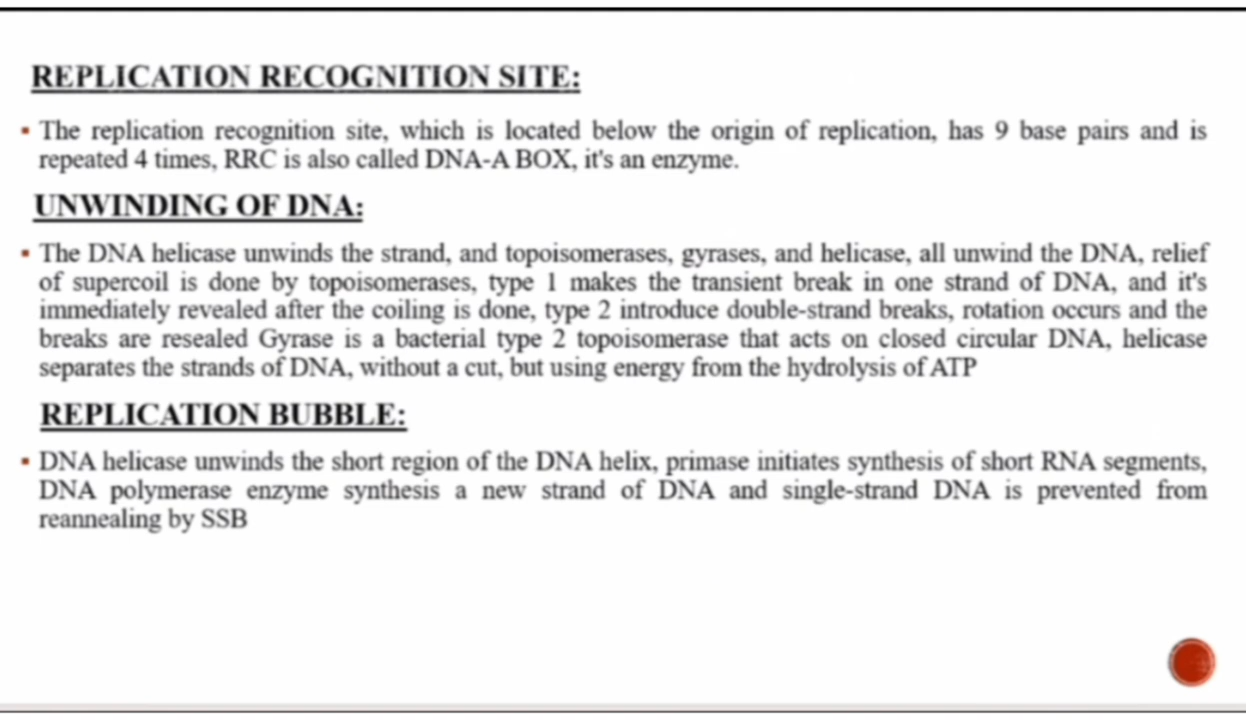 REPLICATION RECOGNITION SITE:
▪ The replication recognition site, which is located below the origin of replication, has 9 base pairs and is
repeated 4 times, RRC is also called DNA-A BOX, it's an enzyme.
UNWINDING OF DNA:
▪ The DNA helicase unwinds the strand, and topoisomerases, gyrases, and helicase, all unwind the DNA, relief
of supercoil is done by topoisomerases, type 1 makes the transient break in one strand of DNA, and it's
immediately revealed after the coiling is done, type 2 introduce double-strand breaks, rotation occurs and the
breaks are resealed Gyrase is a bacterial type 2 topoisomerase that acts on closed circular DNA, helicase
separates the strands of DNA, without a cut, but using energy from the hydrolysis of ATP
REPLICATION BUBBLE:
▪ DNA helicase unwinds the short region of the DNA helix, primase initiates synthesis of short RNA segments,
DNA polymerase enzyme synthesis a new strand of DNA and single-strand DNA is prevented from
reannealing by SSB